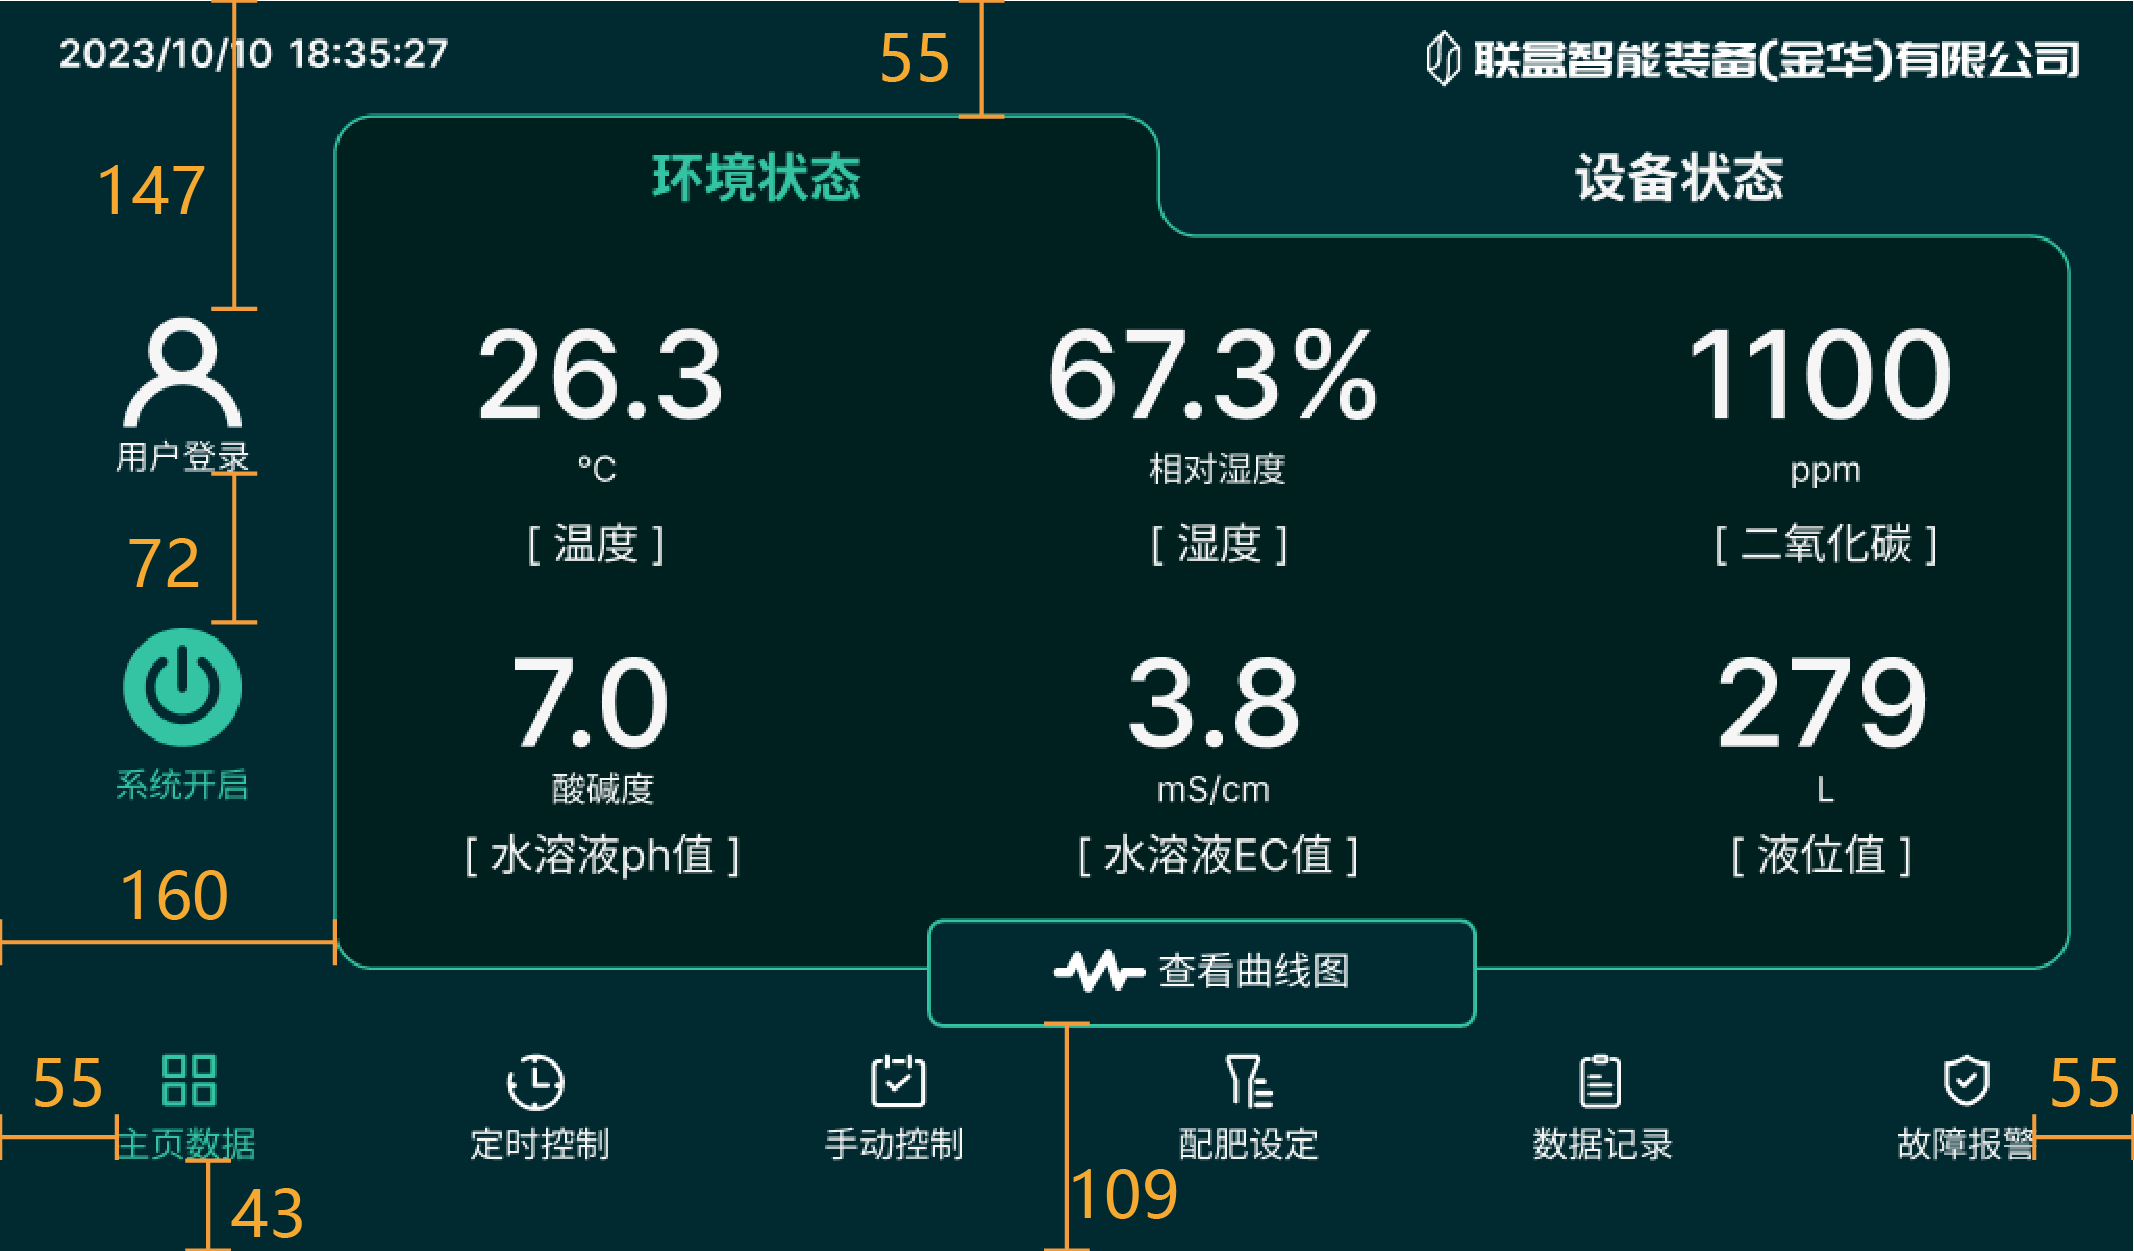 2023/10/10 18:35:27
55
联盒智能装备(金华)有限公司
147
环境状态
设备状态
26.3
67.3%
1100
用户登录
°C
相对湿度
ppm
[ 温度 ]
[ 湿度 ]
[ 二氧化碳 ]
72
7.0
3.8
279
系统开启
酸碱度
mS/cm
L
[ 水溶液ph值 ]
[ 水溶液EC值 ]
[ 液位值 ]
160
查看曲线图
55
55
主页数据
定时控制
手动控制
配肥设定
数据记录
故障报警
43
109